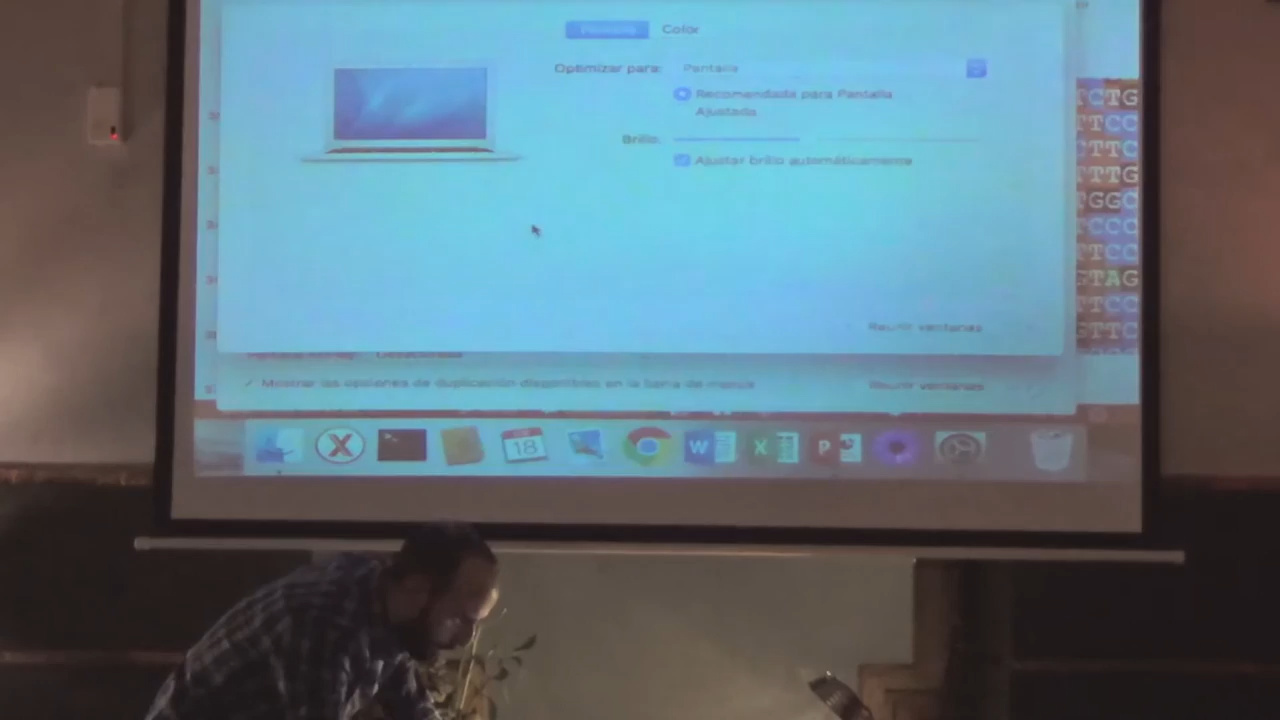 Pantalla Color
Optimizar para: Pantalla
Recomendada para Pantalla
Ajustada
Brillo:
Ajustar brillo automáticamente
Reunir ventanas
✓ Mostrar las opciones de duplicación disponibles en la barra de menús
Reunir ventanas
TCTG
TTCC
CTTC
TTTG
TGGC
TCCC
TTCC
GTAG
TTCC
GTTC
X
18
W
X
P